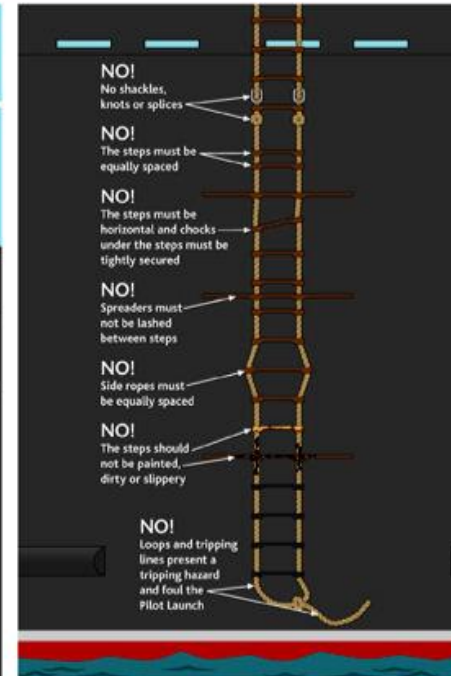 NO!
No shackles,
knots or splices
NO!
The steps must be
equally spaced
NO!
The steps must be
horizontal and chocks
under the steps must be
tightly secured
NO!
Spreaders must
not be lashed
between steps
NO!
Side ropes must
be equally spaced
NO!
The steps should
not be painted,
dirty or slippery
NO!
Loops and tripping
lines present a
tripping hazard
and foul the
Pilot Launch